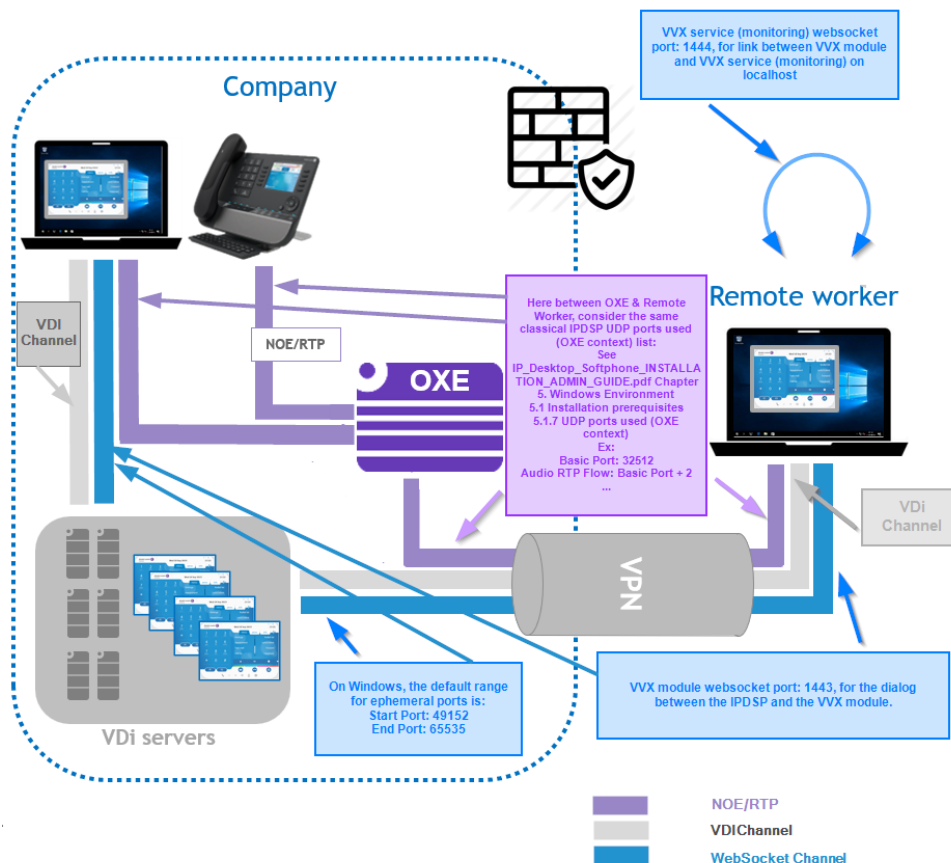 VVX service (monitoring) websocket
port: 1444, for link between VVX module
and VVX service (monitoring) on
localhost
Company
Remote worker
VDI
Channel
NOE/RTP
OXE
Here between OXE & Remote
Worker, consider the same
classical IPDSP UDP ports used
(OXE context) list:
See
IP_Desktop_Softphone_INSTALLA
TION_ADMIN_GUIDE.pdf Chapter
5. Windows Environment
5.1 Installation prerequisites
5.1.7 UDP ports used (OXE
context)
Ex:
Basic Port: 32512
Audio RTP Flow: Basic Port + 2
...
VDi
Channel
VPN
On Windows, the default range
for ephemeral ports is:
Start Port: 49152
End Port: 65535
VVX module websocket port: 1443, for the dialog
between the IPDSP and the VVX module.
VDi servers
NOE/RTP
VDIChannel
WebSocket Channel